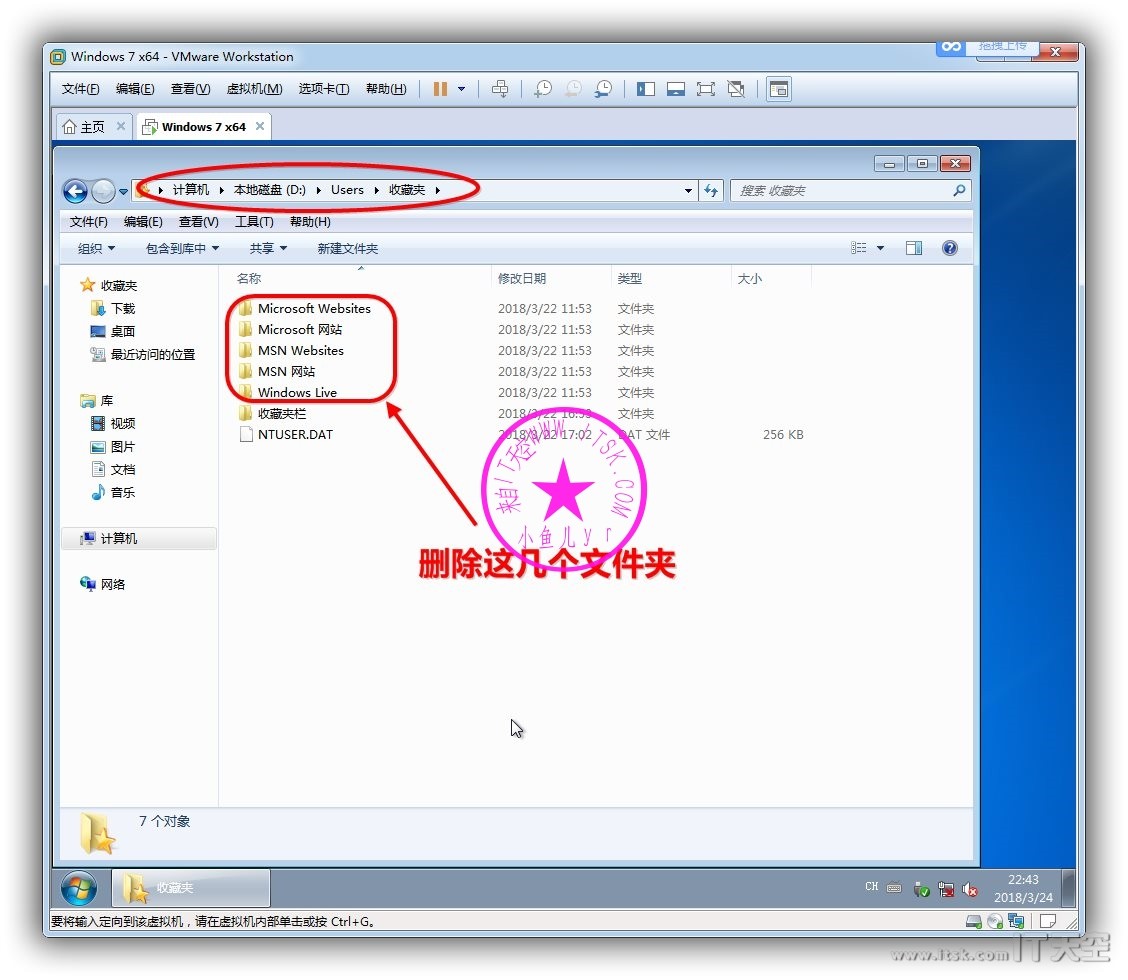 Windows 7 x64 - VMware Workstation
拖拽上传
文件(F) 编辑(E) 查看(V) 虚拟机(M) 选项卡(T) 帮助(H)
主页 Windows 7 x64
计算机 本地磁盘 (D:) Users 收藏夹
搜索 收藏夹
文件(F) 编辑(E) 查看(V) 工具(T) 帮助(H)
组织 包含到库中 共享 新建文件夹
收藏夹
下载
桌面
最近访问的位置
库
视频
图片
文档
音乐
计算机
网络
名称 修改日期 类型 大小
Microsoft Websites 2018/3/22 11:53 文件夹
Microsoft 网站 2018/3/22 11:53 文件夹
MSN Websites 2018/3/22 11:53 文件夹
MSN 网站 2018/3/22 11:53 文件夹
Windows Live 2018/3/22 11:53 文件夹
收藏夹栏 2018/3/22 16:53 文件夹
NTUSER.DAT 2018/3/22 17:02 DAT 文件 256 KB
来自IT天空WWW.ITSK.COM
小鱼儿yr
删除这几个文件夹
7 个对象
收藏夹
CH
22:43
2018/3/24
要将输入定向到该虚拟机，请在虚拟机内部单击或按 Ctrl+G。
www.itsk.com IT天空